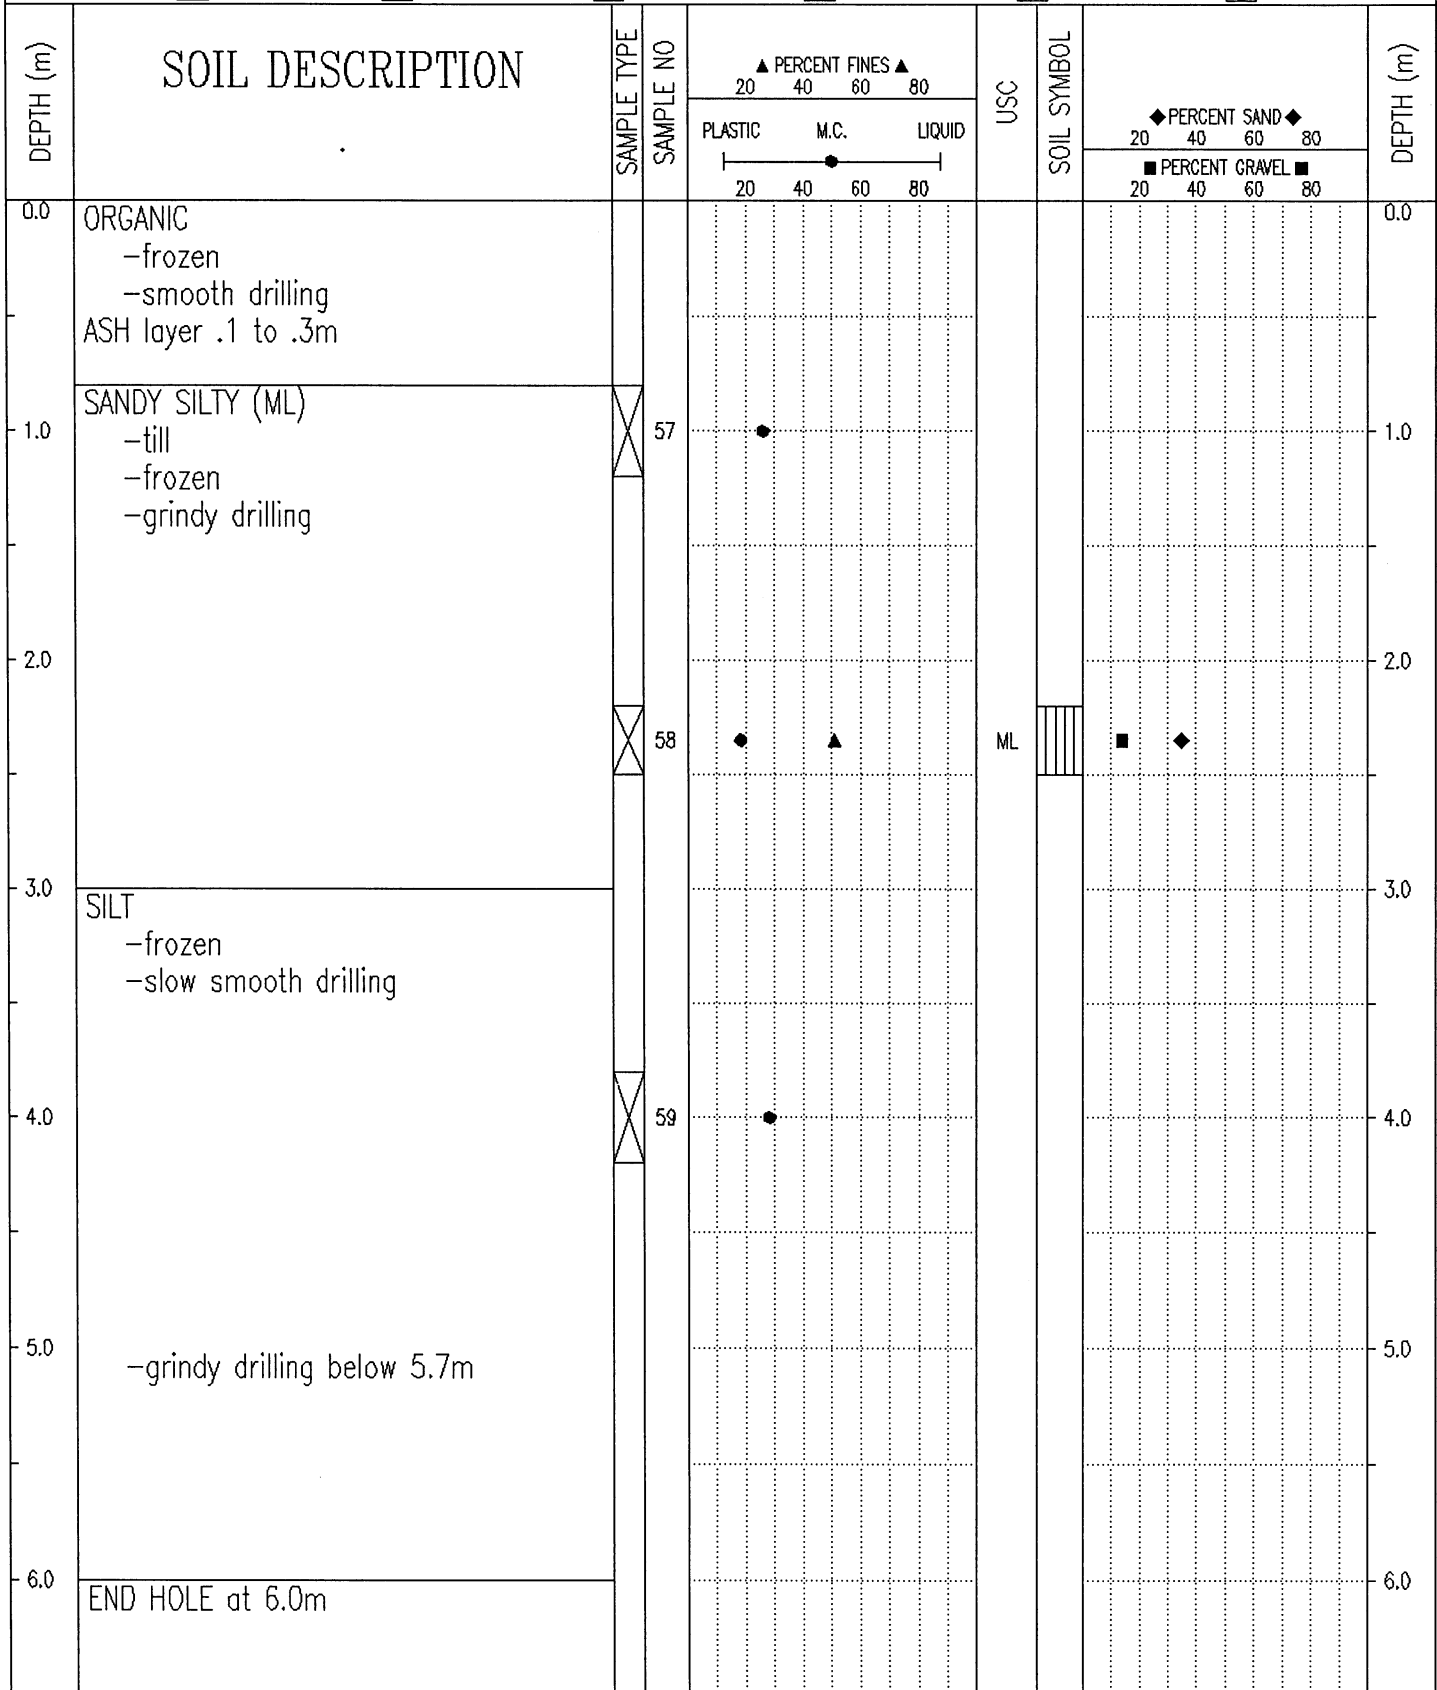 DEPTH (m)
SOIL DESCRIPTION
SAMPLE TYPE
SAMPLE NO
▲ PERCENT FINES ▲
20 40 60 80
PLASTIC M.C. LIQUID
20 40 60 80
USC
SOIL SYMBOL
◆PERCENT SAND◆
20 40 60 80
■ PERCENT GRAVEL ■
20 40 60 80
DEPTH (m)
0.0 0.0
ORGANIC
-frozen
-smooth drilling
ASH layer .1 to .3m
SANDY SILTY (ML)
1.0 57 1.0
-till
-frozen
-grindy drilling
2.0 2.0
58 ML
3.0 3.0
SILT
-frozen
-slow smooth drilling
4.0 59 4.0
5.0 5.0
-grindy drilling below 5.7m
6.0 6.0
END HOLE at 6.0m